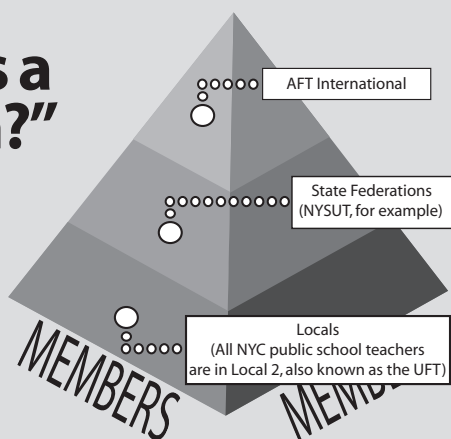 s a
?”
AFT International
State Federations
(NYSUT, for example)
Locals
(All NYC public school teachers
are in Local 2, also known as the UFT)
MEMBERS
MEMBE